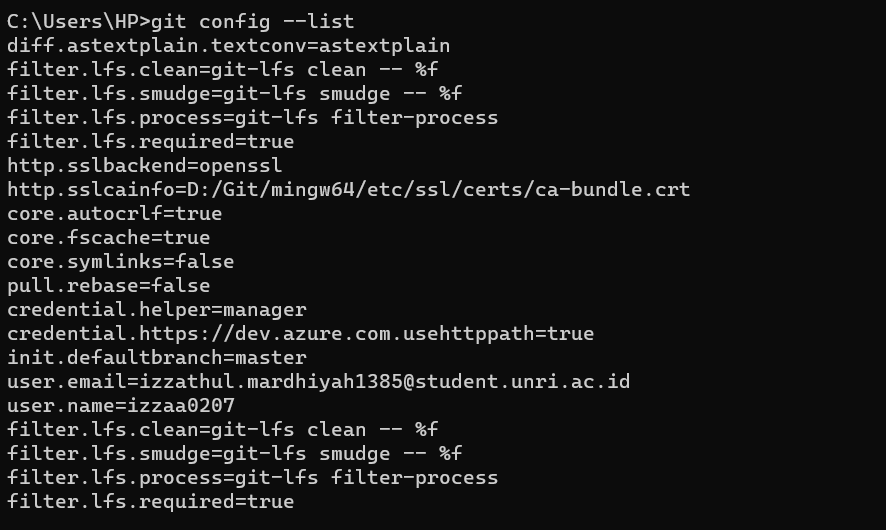 C:\Users\HP>git config --list
diff.astextplain.textconv=astextplain
filter.lfs.clean=git-lfs clean -- %f
filter.lfs.smudge=git-lfs smudge -- %f
filter.lfs.process=git-lfs filter-process
filter.lfs.required=true
http.sslbackend=openssl
http.sslcainfo=D:/Git/mingw64/etc/ssl/certs/ca-bundle.crt
core.autocrlf=true
core.fscache=true
core.symlinks=false
pull.rebase=false
credential.helper=manager
credential.https://dev.azure.com.usehttppath=true
init.defaultbranch=master
user.email=izzathul.mardhiyah1385@student.unri.ac.id
user.name=izzaa0207
filter.lfs.clean=git-lfs clean -- %f
filter.lfs.smudge=git-lfs smudge -- %f
filter.lfs.process=git-lfs filter-process
filter.lfs.required=true